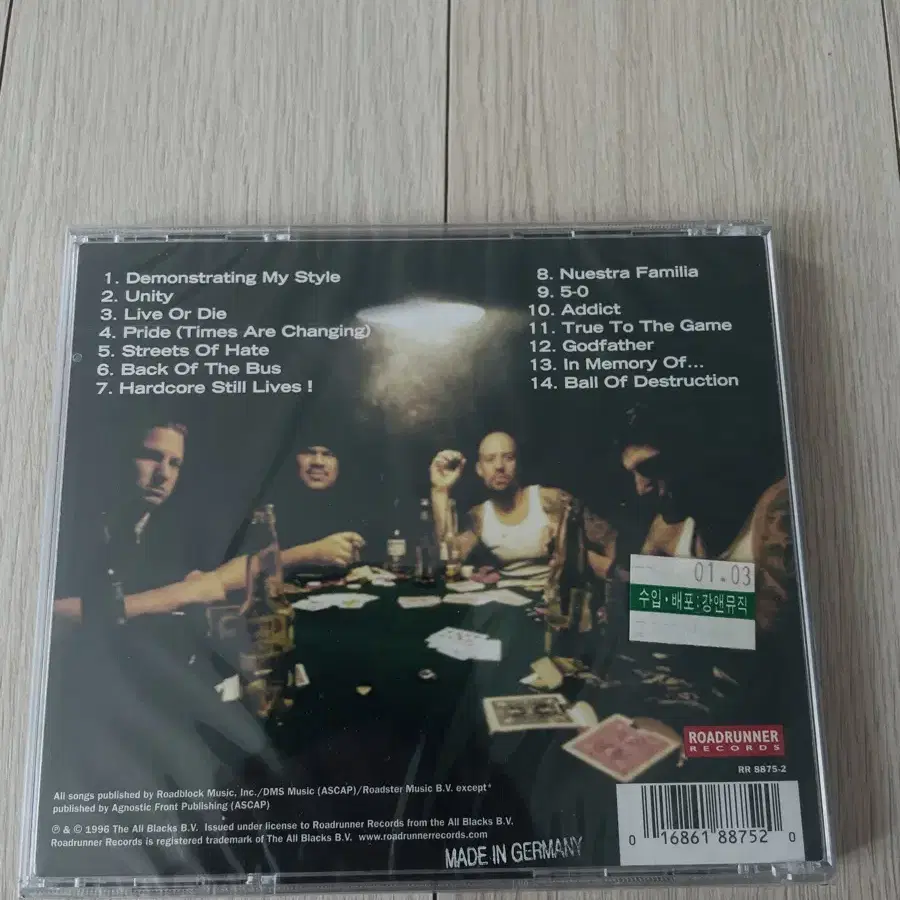 1. Demonstrating My Style
2. Unity
3. Live Or Die
4. Pride (Times Are Changing)
5. Streets Of Hate
6. Back Of The Bus
7. Hardcore Still Lives !
8. Nuestra Familia
9. 5-0
10. Addict
11. True To The Game
12. Godfather
13. In Memory Of...
14. Ball Of Destruction
01.03
수입·배포:강앤뮤직
ROADRUNNER
RECORDS
RR 8875-2
All songs published by Roadblock Music, Inc./DMS Music (ASCAP)/Roadster Music B.V. except*
published by Agnostic Front Publishing (ASCAP)
℗ & © 1996 The All Blacks B.V. Issued under license to Roadrunner Records from the All Blacks B.V.
Roadrunner Records is registered trademark of The All Blacks B.V. www.roadrunnerrecords.com
MADE IN GERMANY
0 16861 88752 0